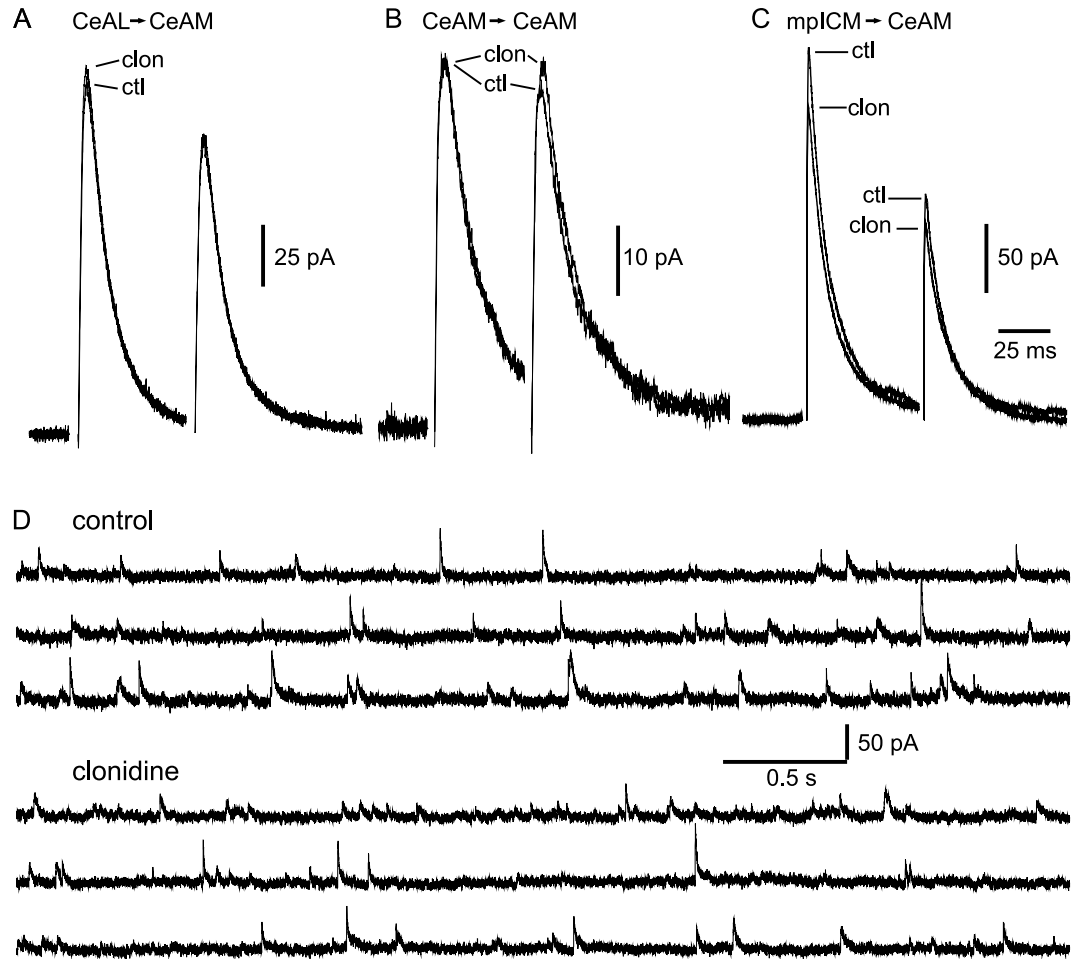 A CeAL→CeAM
clon
ctl
25 pA
B CeAM→CeAM
clon
ctl
10 pA
C mpICM→CeAM
ctl
clon
ctl
clon
50 pA
25 ms
D control
50 pA
0.5 s
clonidine